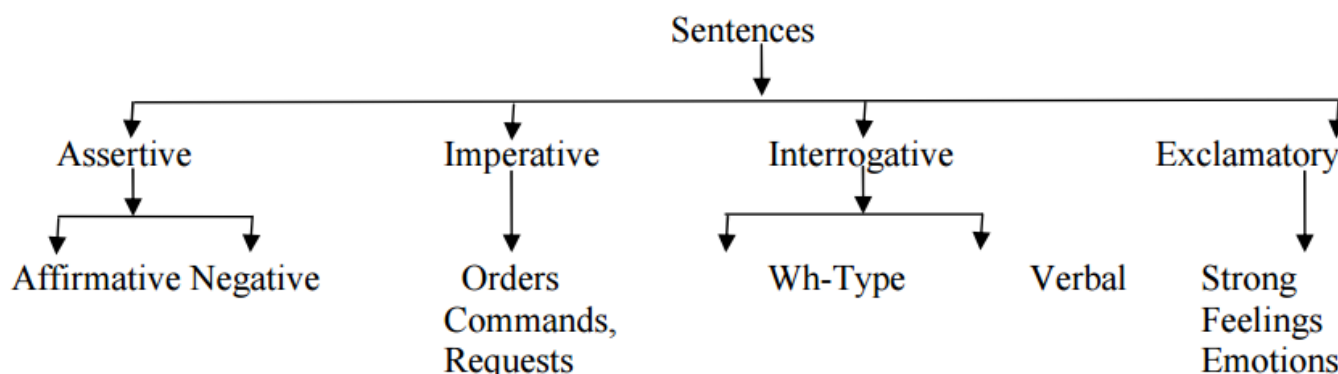 Sentences
Assertive Imperative Interrogative Exclamatory
Affirmative Negative Orders Wh-Type Verbal Strong
Commands, Feelings
Requests Emotions